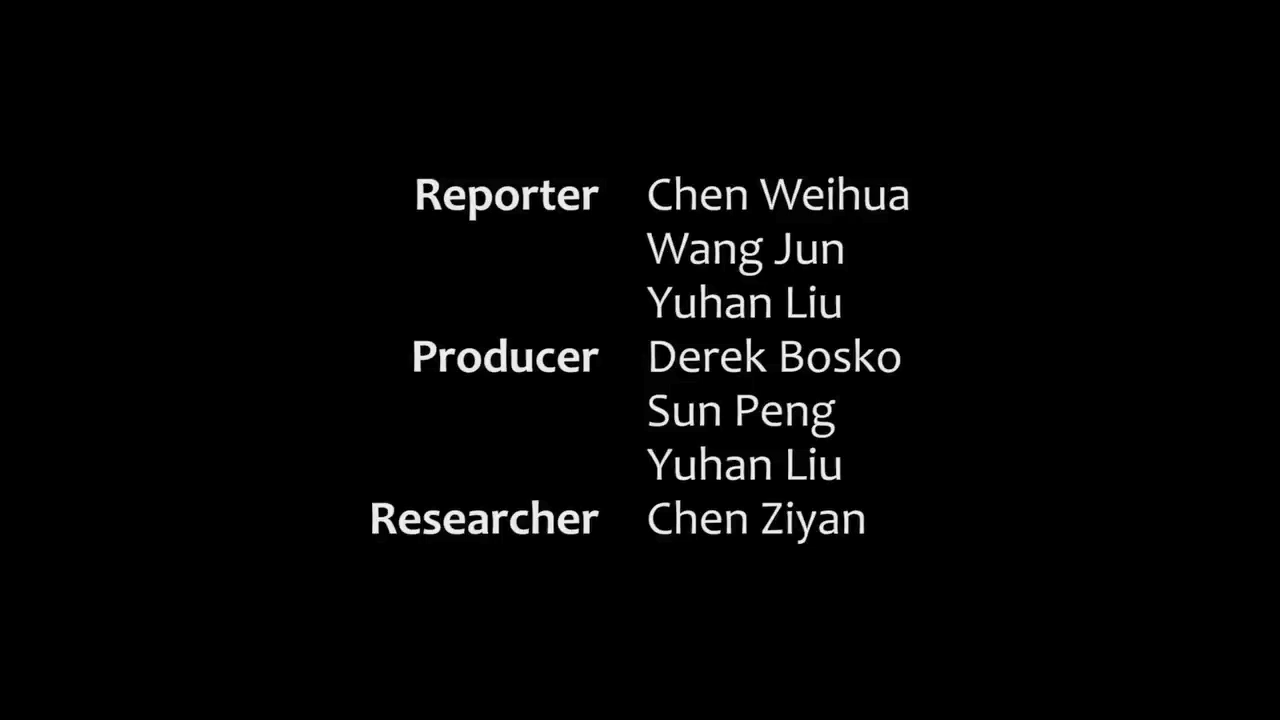 Reporter Chen Weihua
Wang Jun
Yuhan Liu
Producer Derek Bosko
Sun Peng
Yuhan Liu
Researcher Chen Ziyan